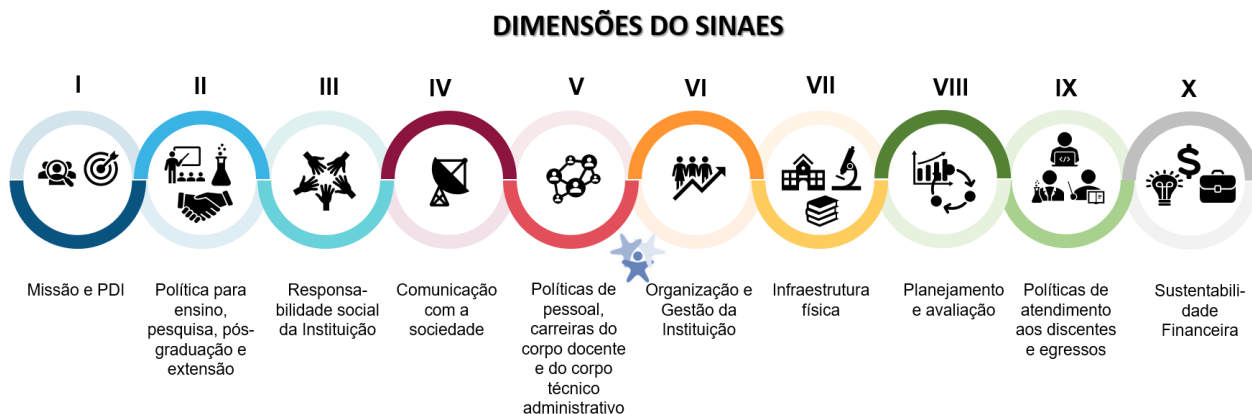 DIMENSÕES DO SINAES
I
II
III
IV
V
VI
VII
VIII
IX
X
Missão e PDI
Política para
ensino,
pesquisa, pós-
graduação e
extensão
Responsa-
bilidade social
da Instituição
Comunicação
com a
sociedade
Políticas de
pessoal,
carreiras do
corpo docente
e do corpo
técnico
administrativo
Organização e
Gestão da
Instituição
Infraestrutura
física
Planejamento
e avaliação
Políticas de
atendimento
aos discentes
e egressos
Sustentabili-
dade
Financeira